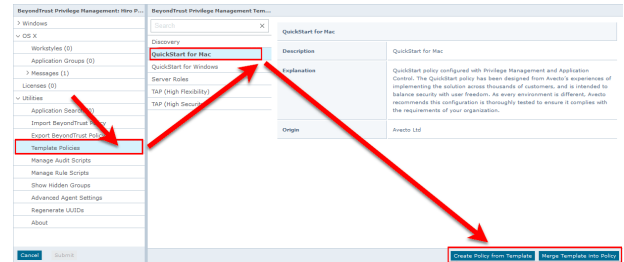 BeyondTrust Privilege Management: Hiro P...
> Windows
OS X
Workstyles (0)
Application Groups (0)
> Messages (1)
Licenses (0)
Utilities
Application Search (0)
Import BeyondTrust Policy
Export BeyondTrust Policy
Template Policies
Manage Audit Scripts
Manage Rule Scripts
Show Hidden Groups
Advanced Agent Settings
Regenerate UUIDs
About
Cancel Submit
BeyondTrust Privilege Management Tem...
Search ×
Discovery
QuickStart for Mac
QuickStart for Windows
Server Roles
TAP (High Flexibility)
TAP (High Security)
QuickStart for Mac
Description QuickStart for Mac
Explanation QuickStart policy configured with Privilege Management and Application
Control. The QuickStart policy has been designed from Avecto's experiences of
implementing the solution across thousands of customers, and is intended to
balance security with user freedom. As every environment is different, Avecto
recommends this configuration is thoroughly tested to ensure it complies with
the requirements of your organization.
Origin Avecto Ltd
Create Policy from Template Merge Template into Policy